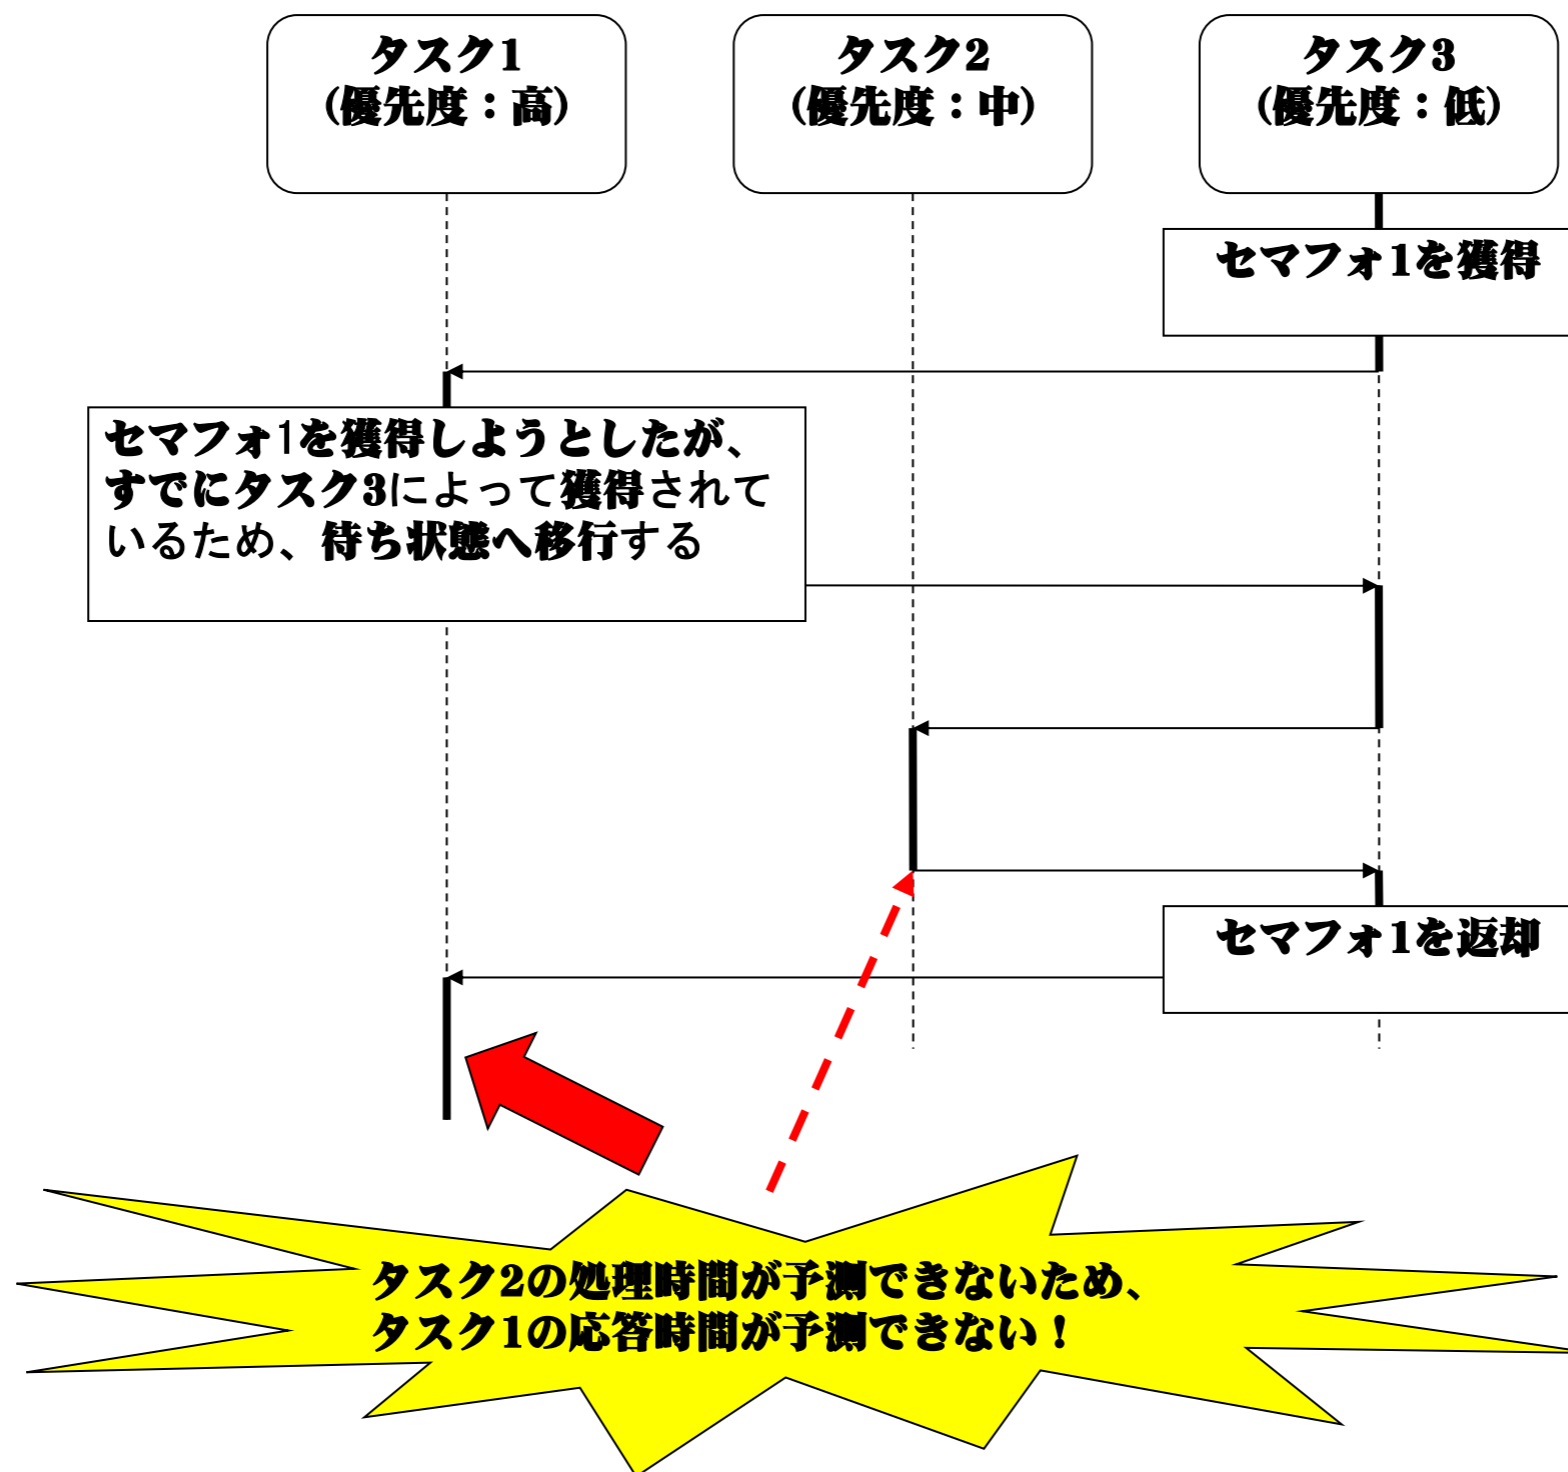 タスク1
(優先度：高)
タスク2
(優先度：中)
タスク3
(優先度：低)
セマフォ1を獲得
セマフォ1を獲得しようとしたが、
すでにタスク3によって獲得されて
いるため、待ち状態へ移行する
セマフォ1を返却
タスク2の処理時間が予測できないため、
タスク1の応答時間が予測できない！